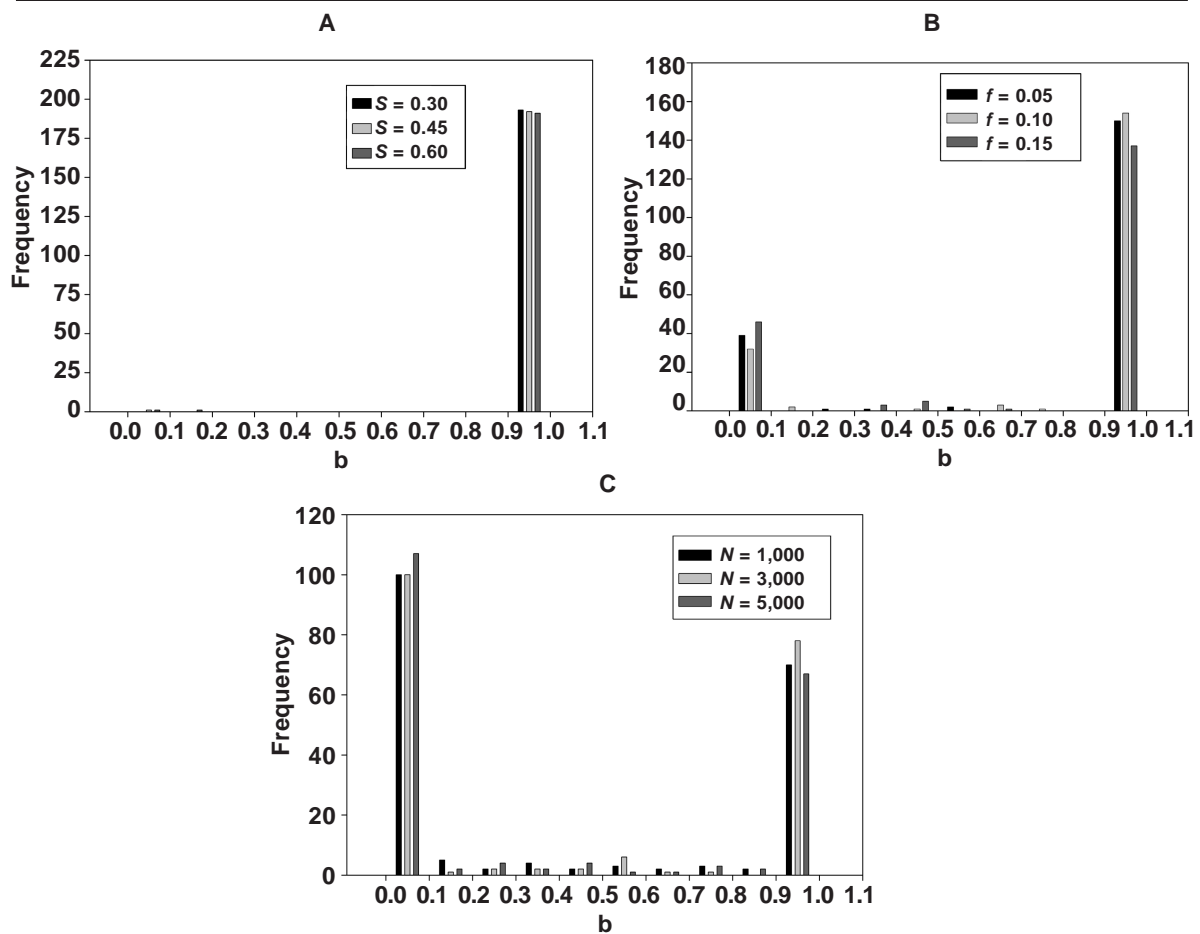 A
225
200
175
150
125
100
75
50
25
0
Frequency
S = 0.30
S = 0.45
S = 0.60
0.0 0.1 0.2 0.3 0.4 0.5 0.6 0.7 0.8 0.9 1.0 1.1
b
B
180
160
140
120
100
80
60
40
20
0
Frequency
f = 0.05
f = 0.10
f = 0.15
0.0 0.1 0.2 0.3 0.4 0.5 0.6 0.7 0.8 0.9 1.0 1.1
b
C
120
100
80
60
40
20
0
Frequency
N = 1,000
N = 3,000
N = 5,000
0.0 0.1 0.2 0.3 0.4 0.5 0.6 0.7 0.8 0.9 1.0 1.1
b